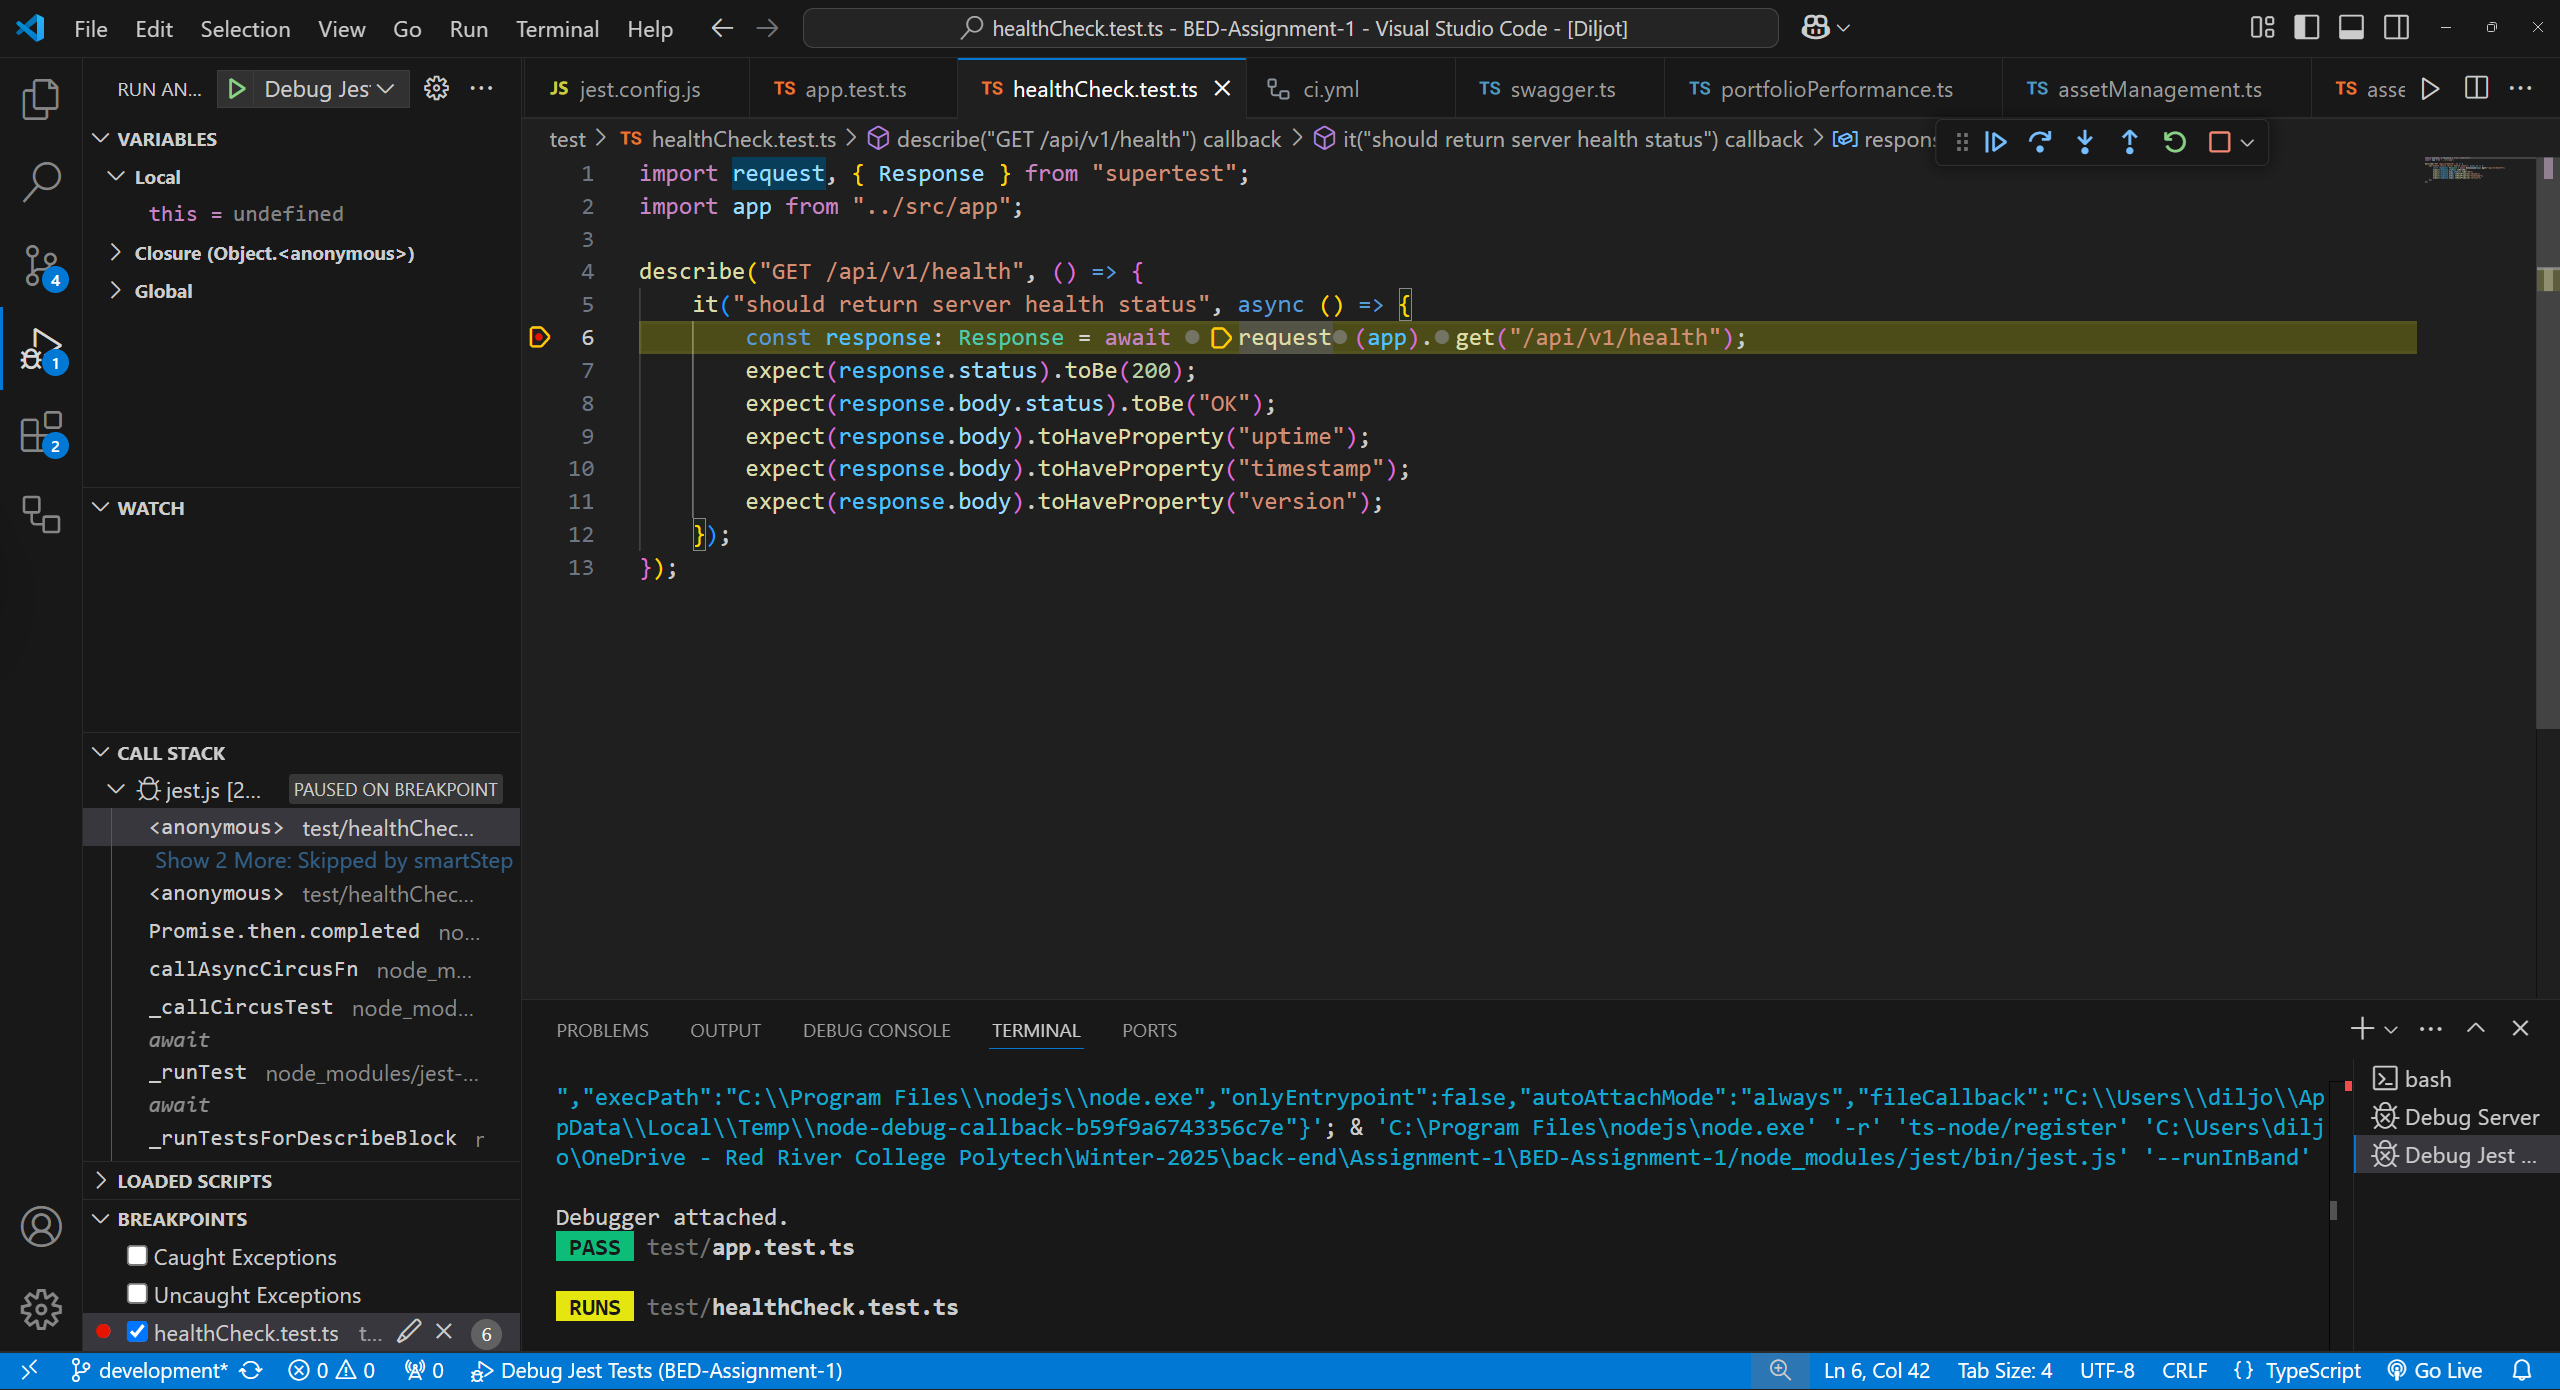 File Edit Selection View Go Run Terminal Help
healthCheck.test.ts - BED-Assignment-1 - Visual Studio Code - [Diljot]
RUN AN... Debug Jes
JS jest.config.js
TS app.test.ts
TS healthCheck.test.ts
ci.yml
TS swagger.ts
TS portfolioPerformance.ts
TS assetManagement.ts
TS asse
test > TS healthCheck.test.ts > describe("GET /api/v1/health") callback > it("should return server health status") callback > respon
VARIABLES
Local
this = undefined
Closure (Object.<anonymous>)
Global
WATCH
CALL STACK
jest.js [2... PAUSED ON BREAKPOINT
<anonymous> test/healthChec...
Show 2 More: Skipped by smartStep
<anonymous> test/healthChec...
Promise.then.completed no...
callAsyncCircusFn node_m...
_callCircusTest node_mod...
await
_runTest node_modules/jest-...
await
_runTestsForDescribeBlock r
LOADED SCRIPTS
BREAKPOINTS
Caught Exceptions
Uncaught Exceptions
healthCheck.test.ts t... 6
4
1
2
1 import request, { Response } from "supertest";
2 import app from "../src/app";
3
4 describe("GET /api/v1/health", () => {
5 it("should return server health status", async () => {
6 const response: Response = await request(app).get("/api/v1/health");
7 expect(response.status).toBe(200);
8 expect(response.body.status).toBe("OK");
9 expect(response.body).toHaveProperty("uptime");
10 expect(response.body).toHaveProperty("timestamp");
11 expect(response.body).toHaveProperty("version");
12 });
13 });
PROBLEMS OUTPUT DEBUG CONSOLE TERMINAL PORTS
","execPath":"C:\\Program Files\\nodejs\\node.exe","onlyEntrypoint":false,"autoAttachMode":"always","fileCallback":"C:\\Users\\diljo\\Ap
pData\\Local\\Temp\\node-debug-callback-b59f9a6743356c7e"}'; & 'C:\Program Files\nodejs\node.exe' '-r' 'ts-node/register' 'C:\Users\dilj
o\OneDrive - Red River College Polytech\Winter-2025\back-end\Assignment-1\BED-Assignment-1/node_modules/jest/bin/jest.js' '--runInBand'
Debugger attached.
PASS test/app.test.ts
RUNS test/healthCheck.test.ts
bash
Debug Server
Debug Jest ...
development* 0 0 0 Debug Jest Tests (BED-Assignment-1) Ln 6, Col 42 Tab Size: 4 UTF-8 CRLF {} TypeScript Go Live